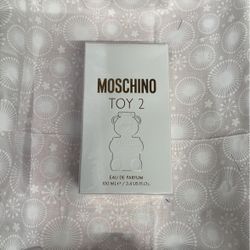 MOSCHINO
TOY 2
EAU DE PARFUM
100 ML e / 3.4 US fl.Oz.